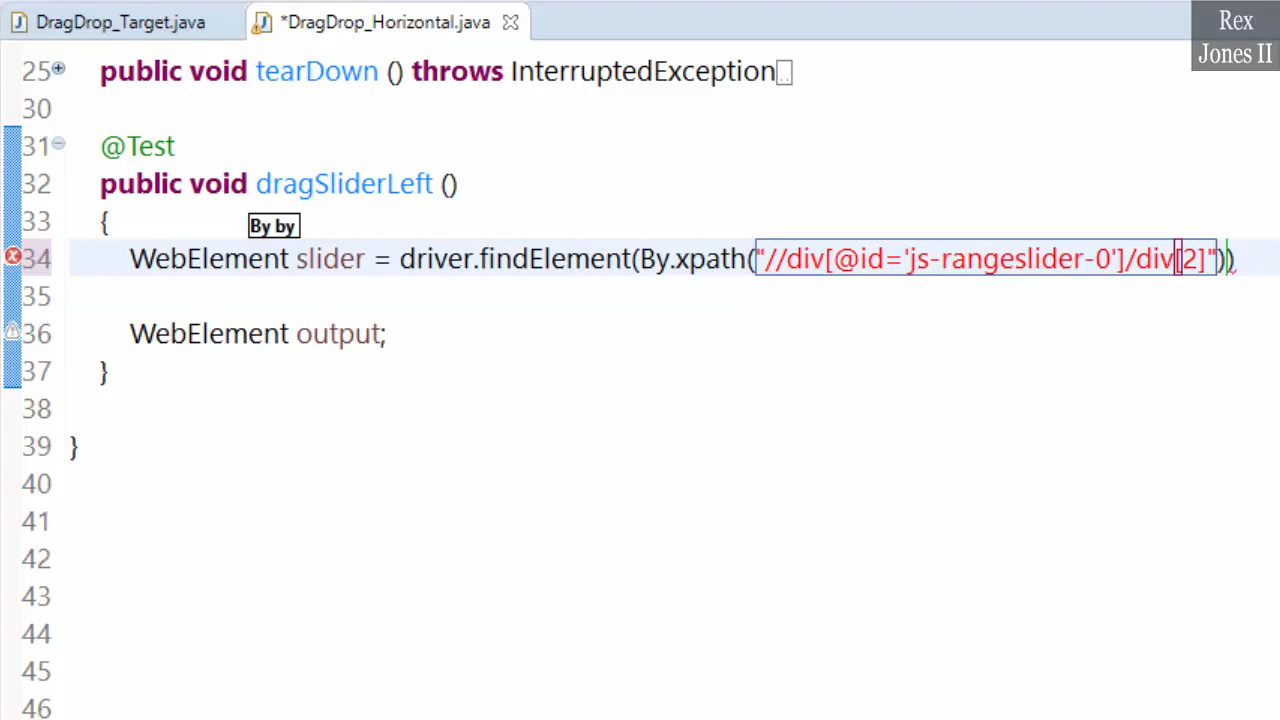 DragDrop_Target.java
*DragDrop_Horizontal.java
Rex
Jones II
25 public void tearDown () throws InterruptedException
30
31 @Test
32 public void dragSliderLeft ()
33 {
By by
34 WebElement slider = driver.findElement(By.xpath("//div[@id='js-rangeslider-0']/div[2]"))
35
36 WebElement output;
37 }
38
39 }
40
41
42
43
44
45
46